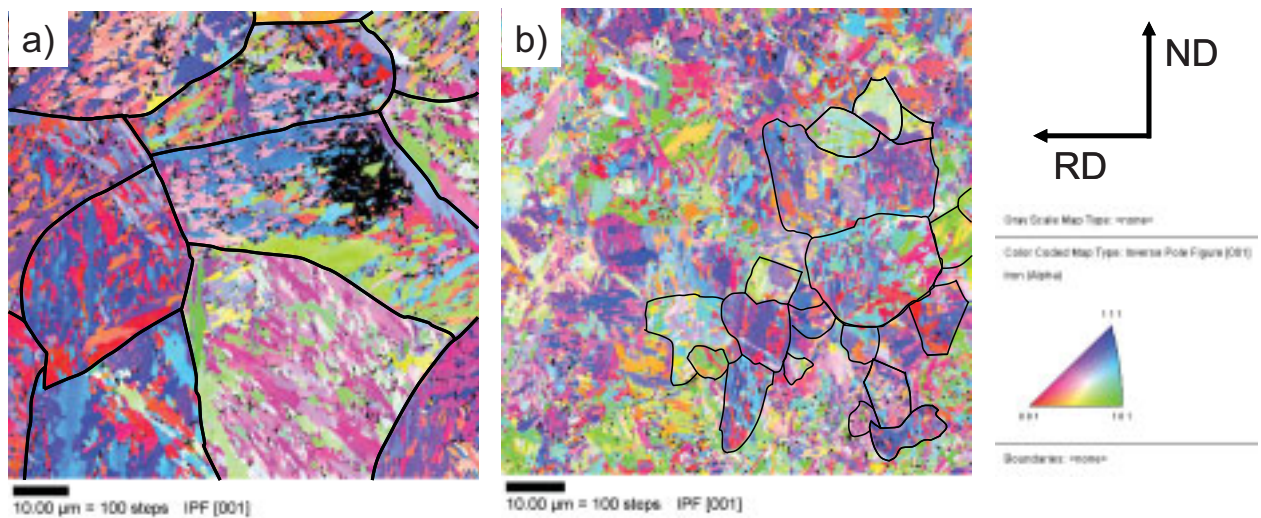 a)
b)
ND
RD
Gray Scale Map Type: <none>
Color Coded Map Type: Inverse Pole Figure [001]
Iron (Alpha)
111
001
101
Boundaries: <none>
10.00 µm = 100 steps IPF [001]
10.00 µm = 100 steps IPF [001]